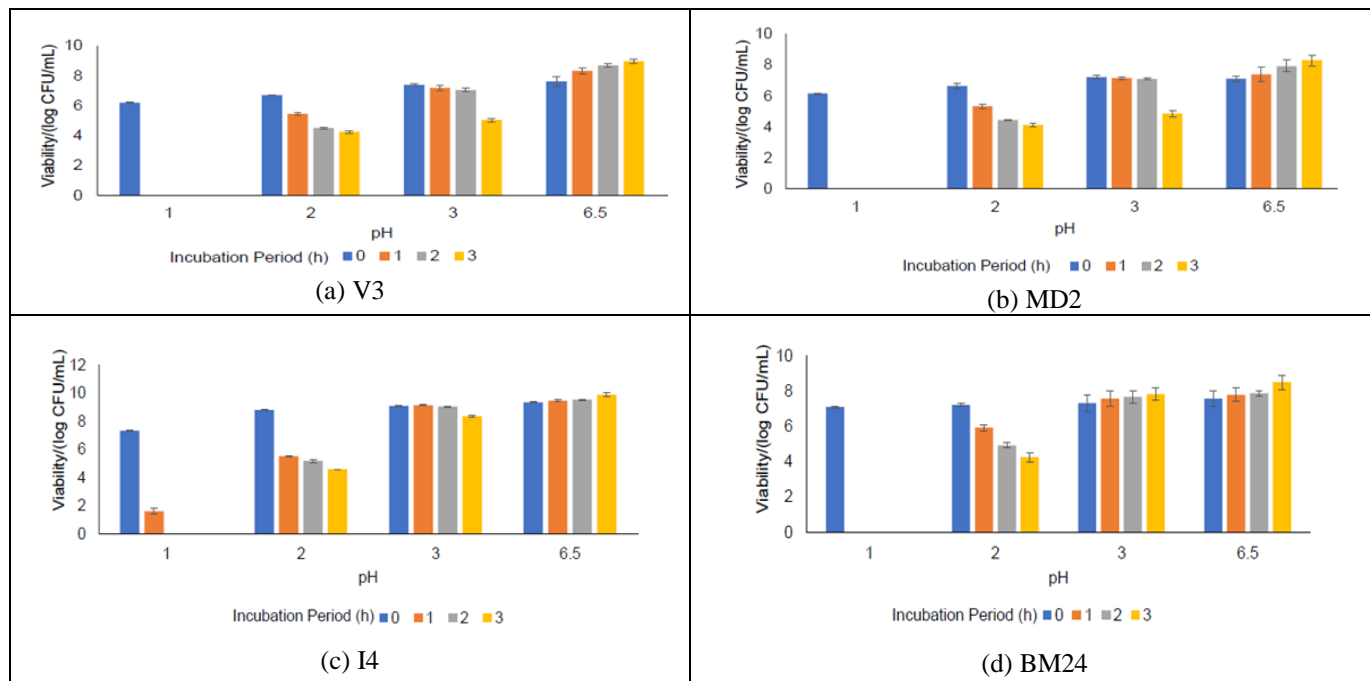 Viability/(log CFU/mL)
10
8
6
4
2
0
1 2 3 6.5
pH
Incubation Period (h) 0 1 2 3
(a) V3
Viability/(log CFU/mL)
10
8
6
4
2
0
1 2 3 6.5
pH
Incubation Period (h) 0 1 2 3
(b) MD2
Viability/(log CFU/mL)
12
10
8
6
4
2
0
1 2 3 6.5
pH
Incubation Period (h) 0 1 2 3
(c) I4
Viability/(log CFU/mL)
10
8
6
4
2
0
1 2 3 6.5
pH
Incubation Period (h) 0 1 2 3
(d) BM24